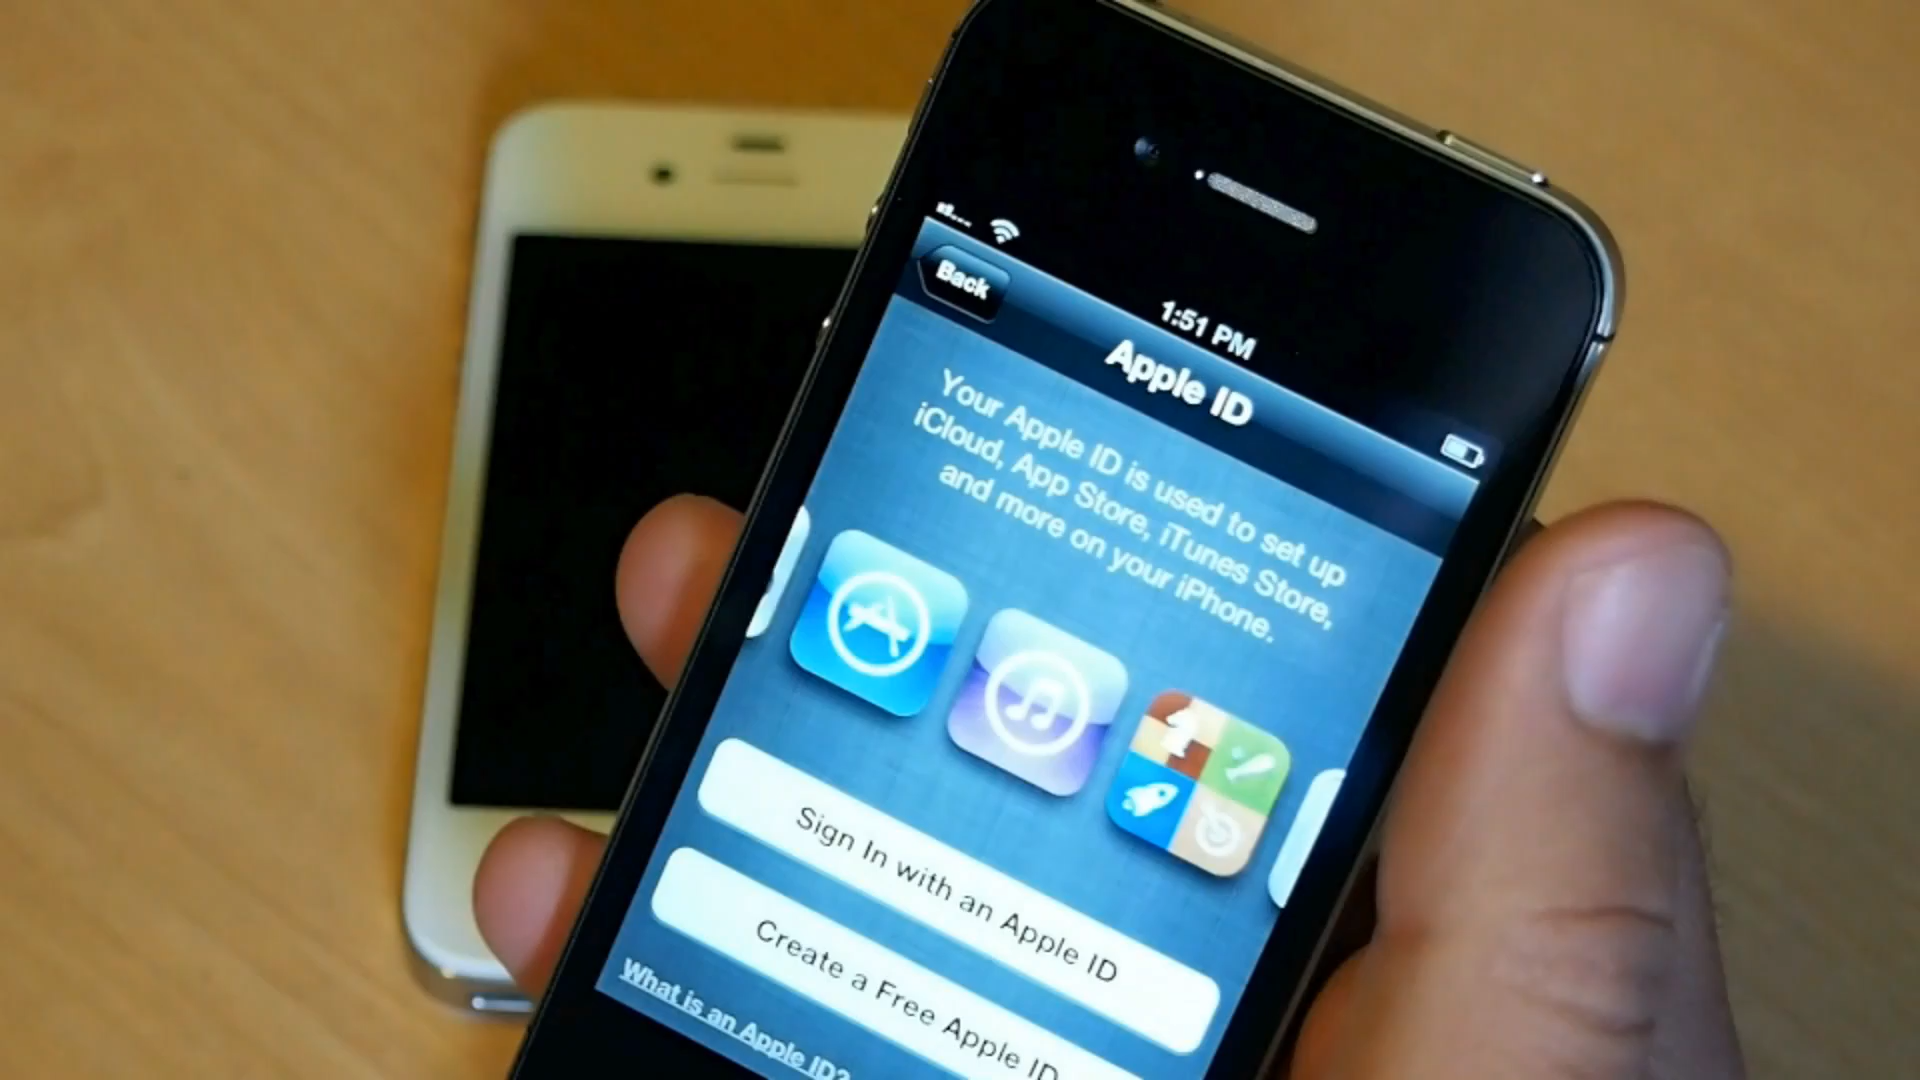 1:51 PM
Back
Apple ID
Your Apple ID is used to set up
iCloud, App Store, iTunes Store,
and more on your iPhone.
Sign In with an Apple ID
Create a Free Apple ID
What is an Apple ID?